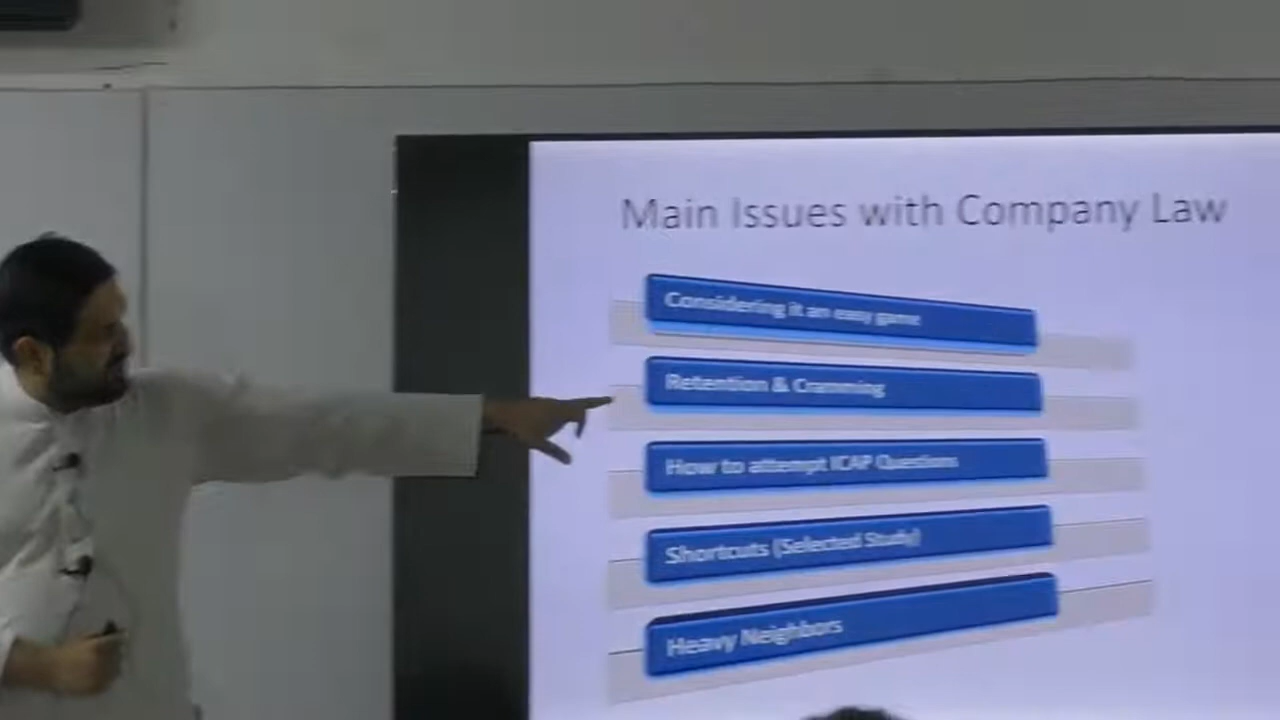 Main Issues with Company Law
Considering it an easy game
Retention & Cramming
How to attempt ICAP Questions
Shortcuts (Selected Study)
Heavy Neighbors